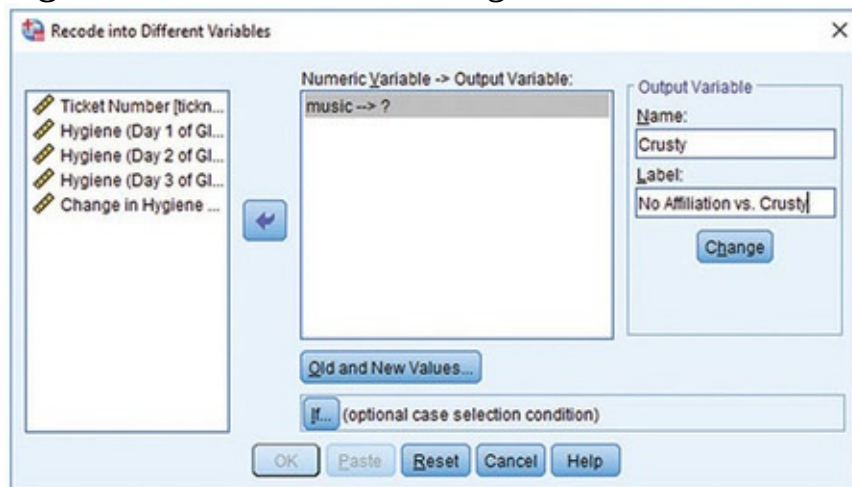 Recode into Different Variables
Numeric Variable -> Output Variable:
Ticket Number [tickn...
Hygiene (Day 1 of Gl...
Hygiene (Day 2 of Gl...
Hygiene (Day 3 of Gl...
Change in Hygiene ...
music --> ?
Output Variable
Name:
Crusty
Label:
No Affiliation vs. Crusty
Change
Old and New Values...
If... (optional case selection condition)
OK Paste Reset Cancel Help